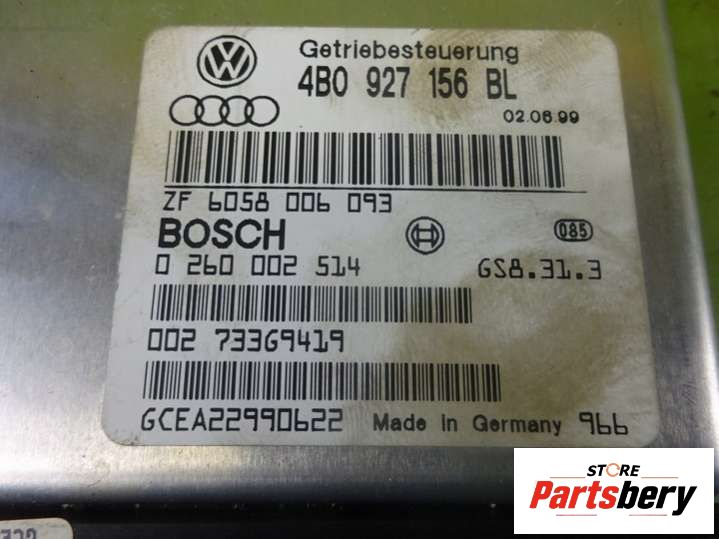 Getriebesteuerung
4B0 927 156 BL
02.06.99
ZF 6058 006 093
BOSCH
085
0 260 002 514 GS8.31.3
002 73369419
GCEA22990622 Made in Germany 966
STORE
Partsbery